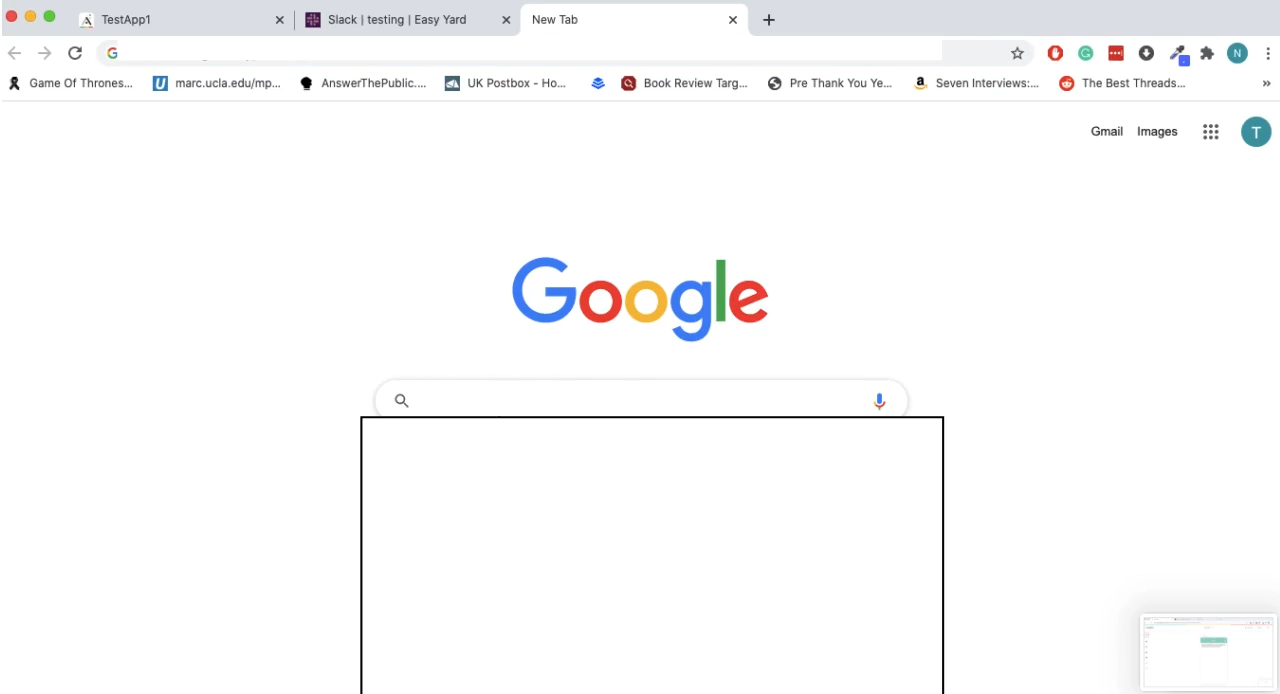 TestApp1 Slack | testing | Easy Yard New Tab
N
Game Of Thrones... marc.ucla.edu/mp... AnswerThePublic.... UK Postbox - Ho... Book Review Targ... Pre Thank You Ye... Seven Interviews:... The Best Threads... »
Gmail Images T
Google